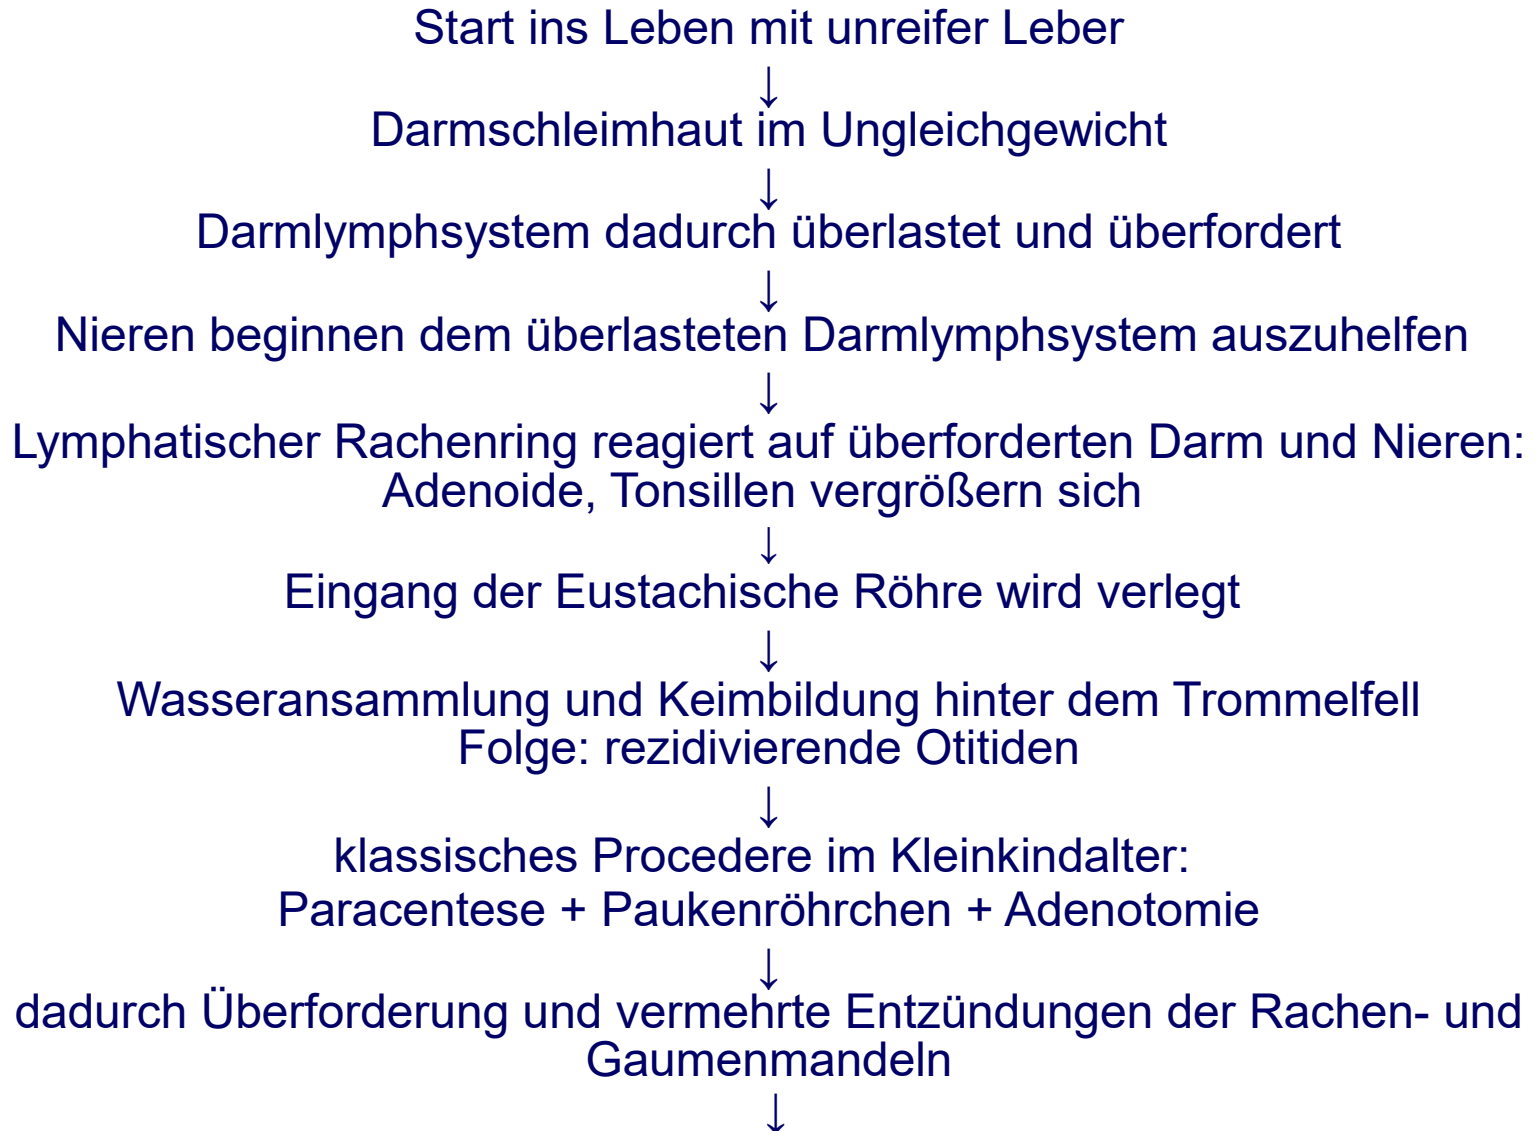 Start ins Leben mit unreifer Leber
↓
Darmschleimhaut im Ungleichgewicht
↓
Darmlymphsystem dadurch überlastet und überfordert
↓
Nieren beginnen dem überlasteten Darmlymphsystem auszuhelfen
↓
Lymphatischer Rachenring reagiert auf überforderten Darm und Nieren:
Adenoide, Tonsillen vergrößern sich
↓
Eingang der Eustachische Röhre wird verlegt
↓
Wasseransammlung und Keimbildung hinter dem Trommelfell
Folge: rezidivierende Otitiden
↓
klassisches Procedere im Kleinkindalter:
Paracentese + Paukenröhrchen + Adenotomie
↓
dadurch Überforderung und vermehrte Entzündungen der Rachen- und
Gaumenmandeln
↓